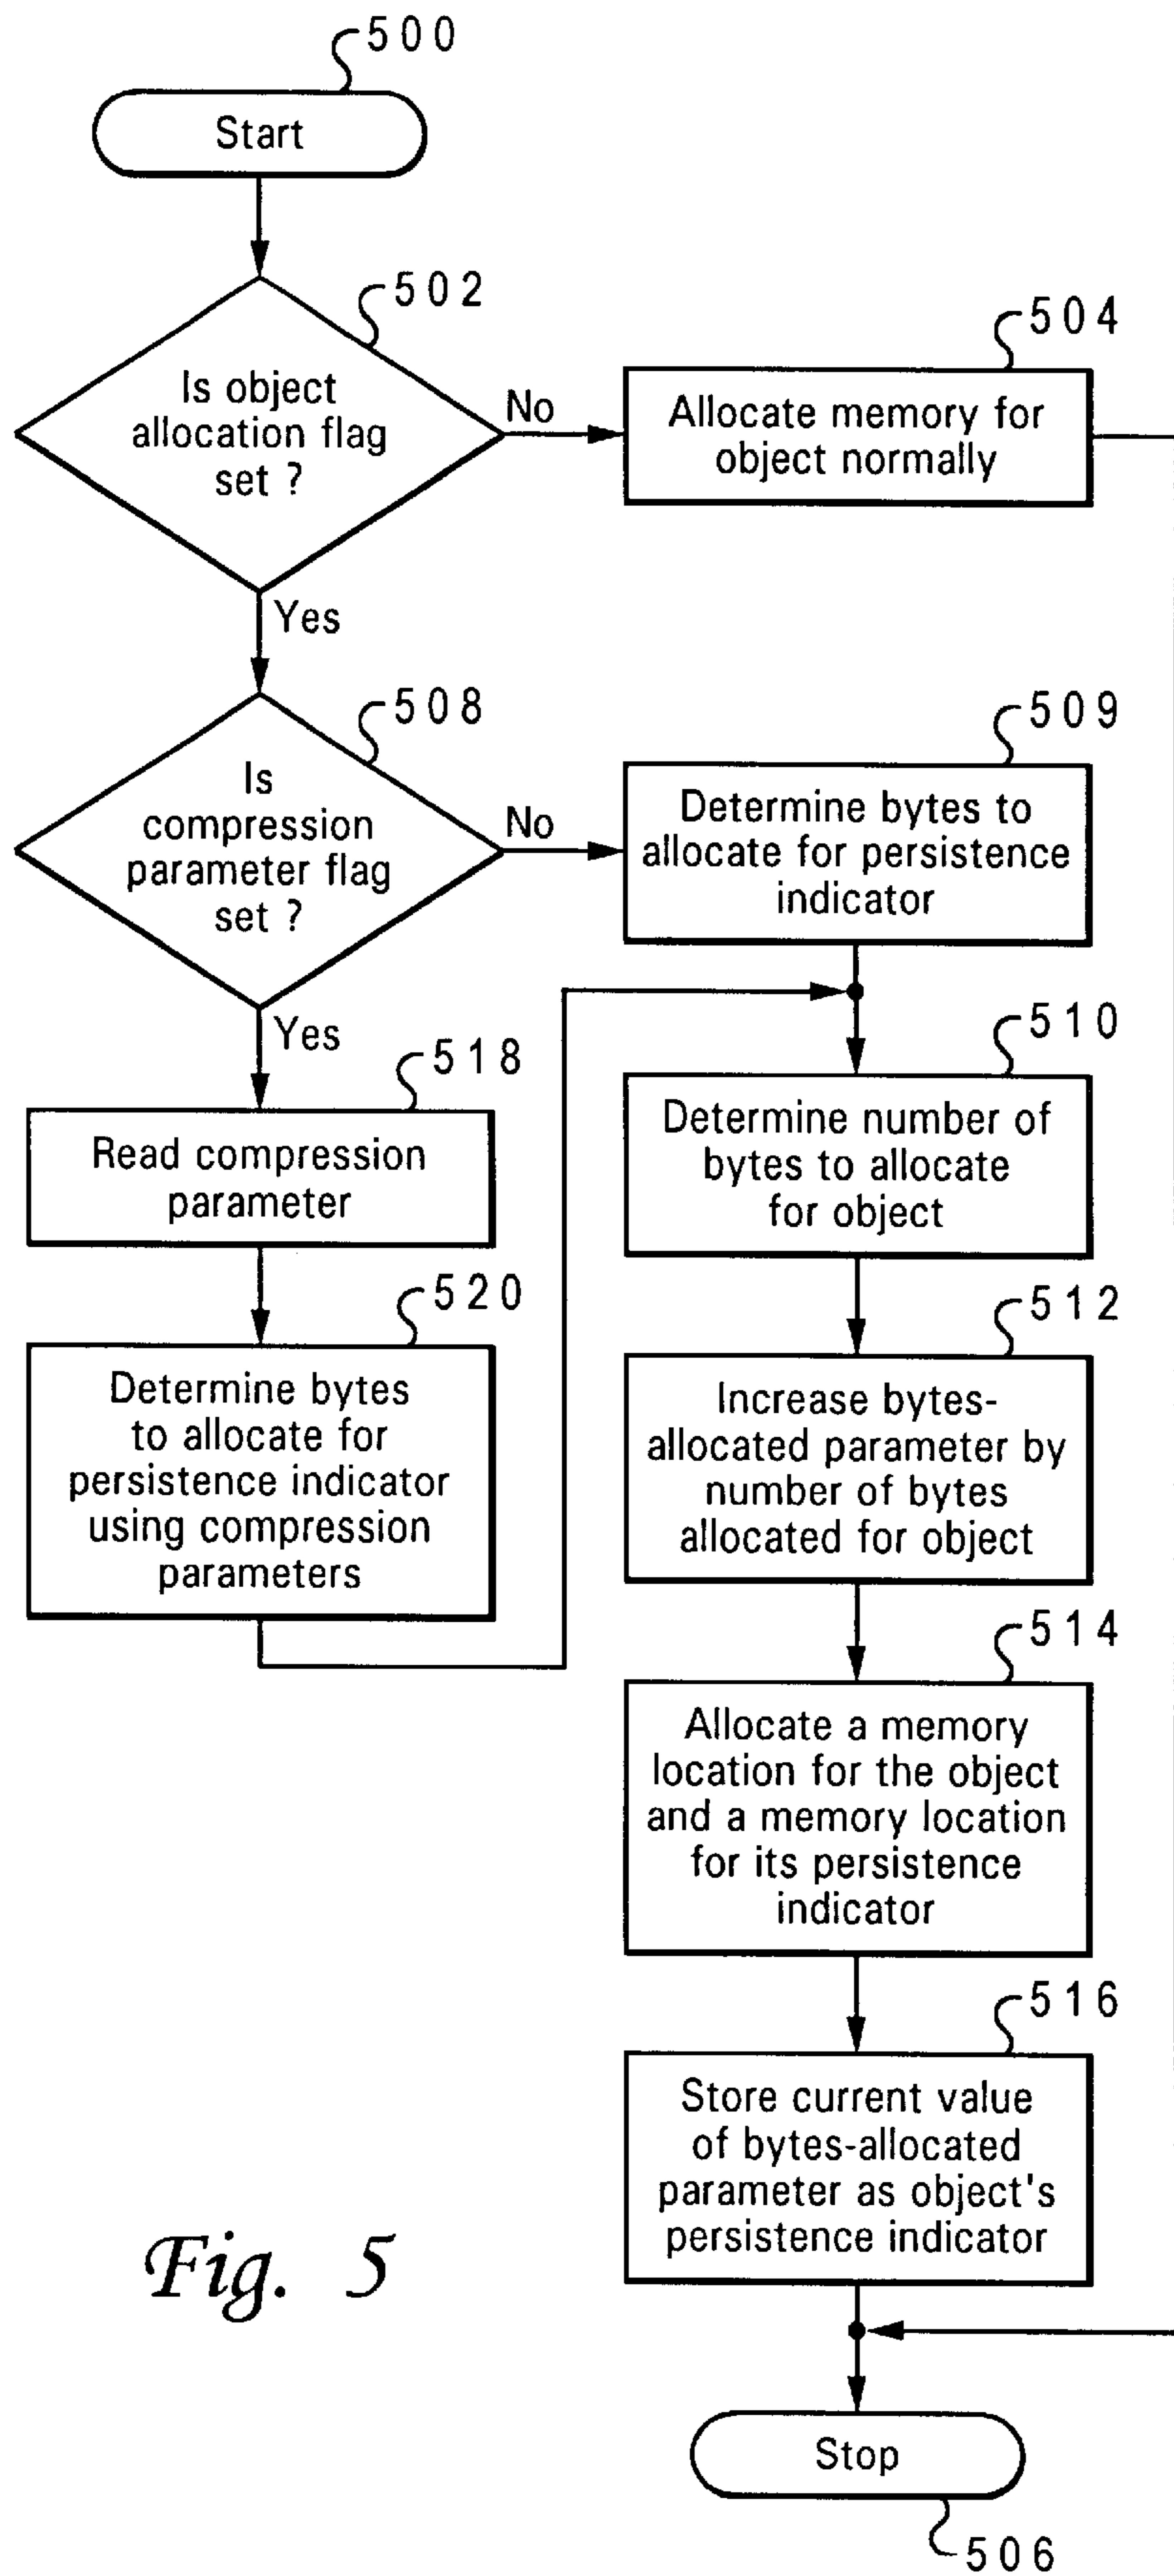 500
Start
502
Is object
allocation flag
set ?
No
504
Allocate memory for
object normally
Yes
508
Is
compression
parameter flag
set ?
No
509
Determine bytes to
allocate for persistence
indicator
Yes
518
Read compression
parameter
520
Determine bytes
to allocate for
persistence indicator
using compression
parameters
510
Determine number of
bytes to allocate
for object
512
Increase bytes-
allocated parameter by
number of bytes
allocated for object
514
Allocate a memory
location for the object
and a memory location
for its persistence
indicator
516
Store current value
of bytes-allocated
parameter as object's
persistence indicator
Fig. 5
Stop
506